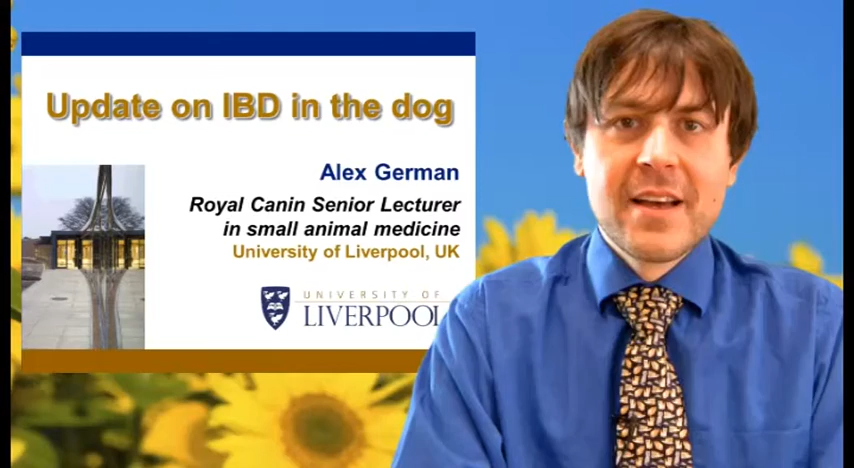 Update on IBD in the dog
Alex German
Royal Canin Senior Lecturer
in small animal medicine
University of Liverpool, UK
UNIVERSITY OF
LIVERPOOL